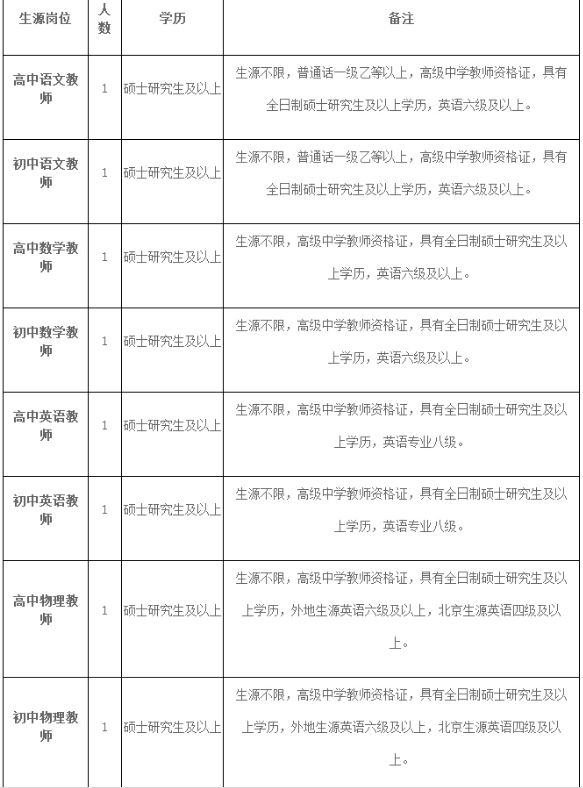 生源岗位
人
数
学历
备注
高中语文教
师
1
硕士研究生及以上
生源不限，普通话一级乙等以上，高级中学教师资格证，具有
全日制硕士研究生及以上学历，英语六级及以上。
初中语文教
师
1
硕士研究生及以上
生源不限，普通话一级乙等以上，高级中学教师资格证，具有
全日制硕士研究生及以上学历，英语六级及以上。
高中数学教
师
1
硕士研究生及以上
生源不限，高级中学教师资格证，具有全日制硕士研究生及以
上学历，英语六级及以上。
初中数学教
师
1
硕士研究生及以上
生源不限，高级中学教师资格证，具有全日制硕士研究生及以
上学历，英语六级及以上。
高中英语教
师
1
硕士研究生及以上
生源不限，高级中学教师资格证，具有全日制硕士研究生及以
上学历，英语专业八级。
初中英语教
师
1
硕士研究生及以上
生源不限，高级中学教师资格证，具有全日制硕士研究生及以
上学历，英语专业八级。
高中物理教
师
1
硕士研究生及以上
生源不限，高级中学教师资格证，具有全日制硕士研究生及以
上学历，外地生源英语六级及以上，北京生源英语四级及以
上。
初中物理教
师
1
硕士研究生及以上
生源不限，高级中学教师资格证，具有全日制硕士研究生及以
上学历，外地生源英语六级及以上，北京生源英语四级及以
上。